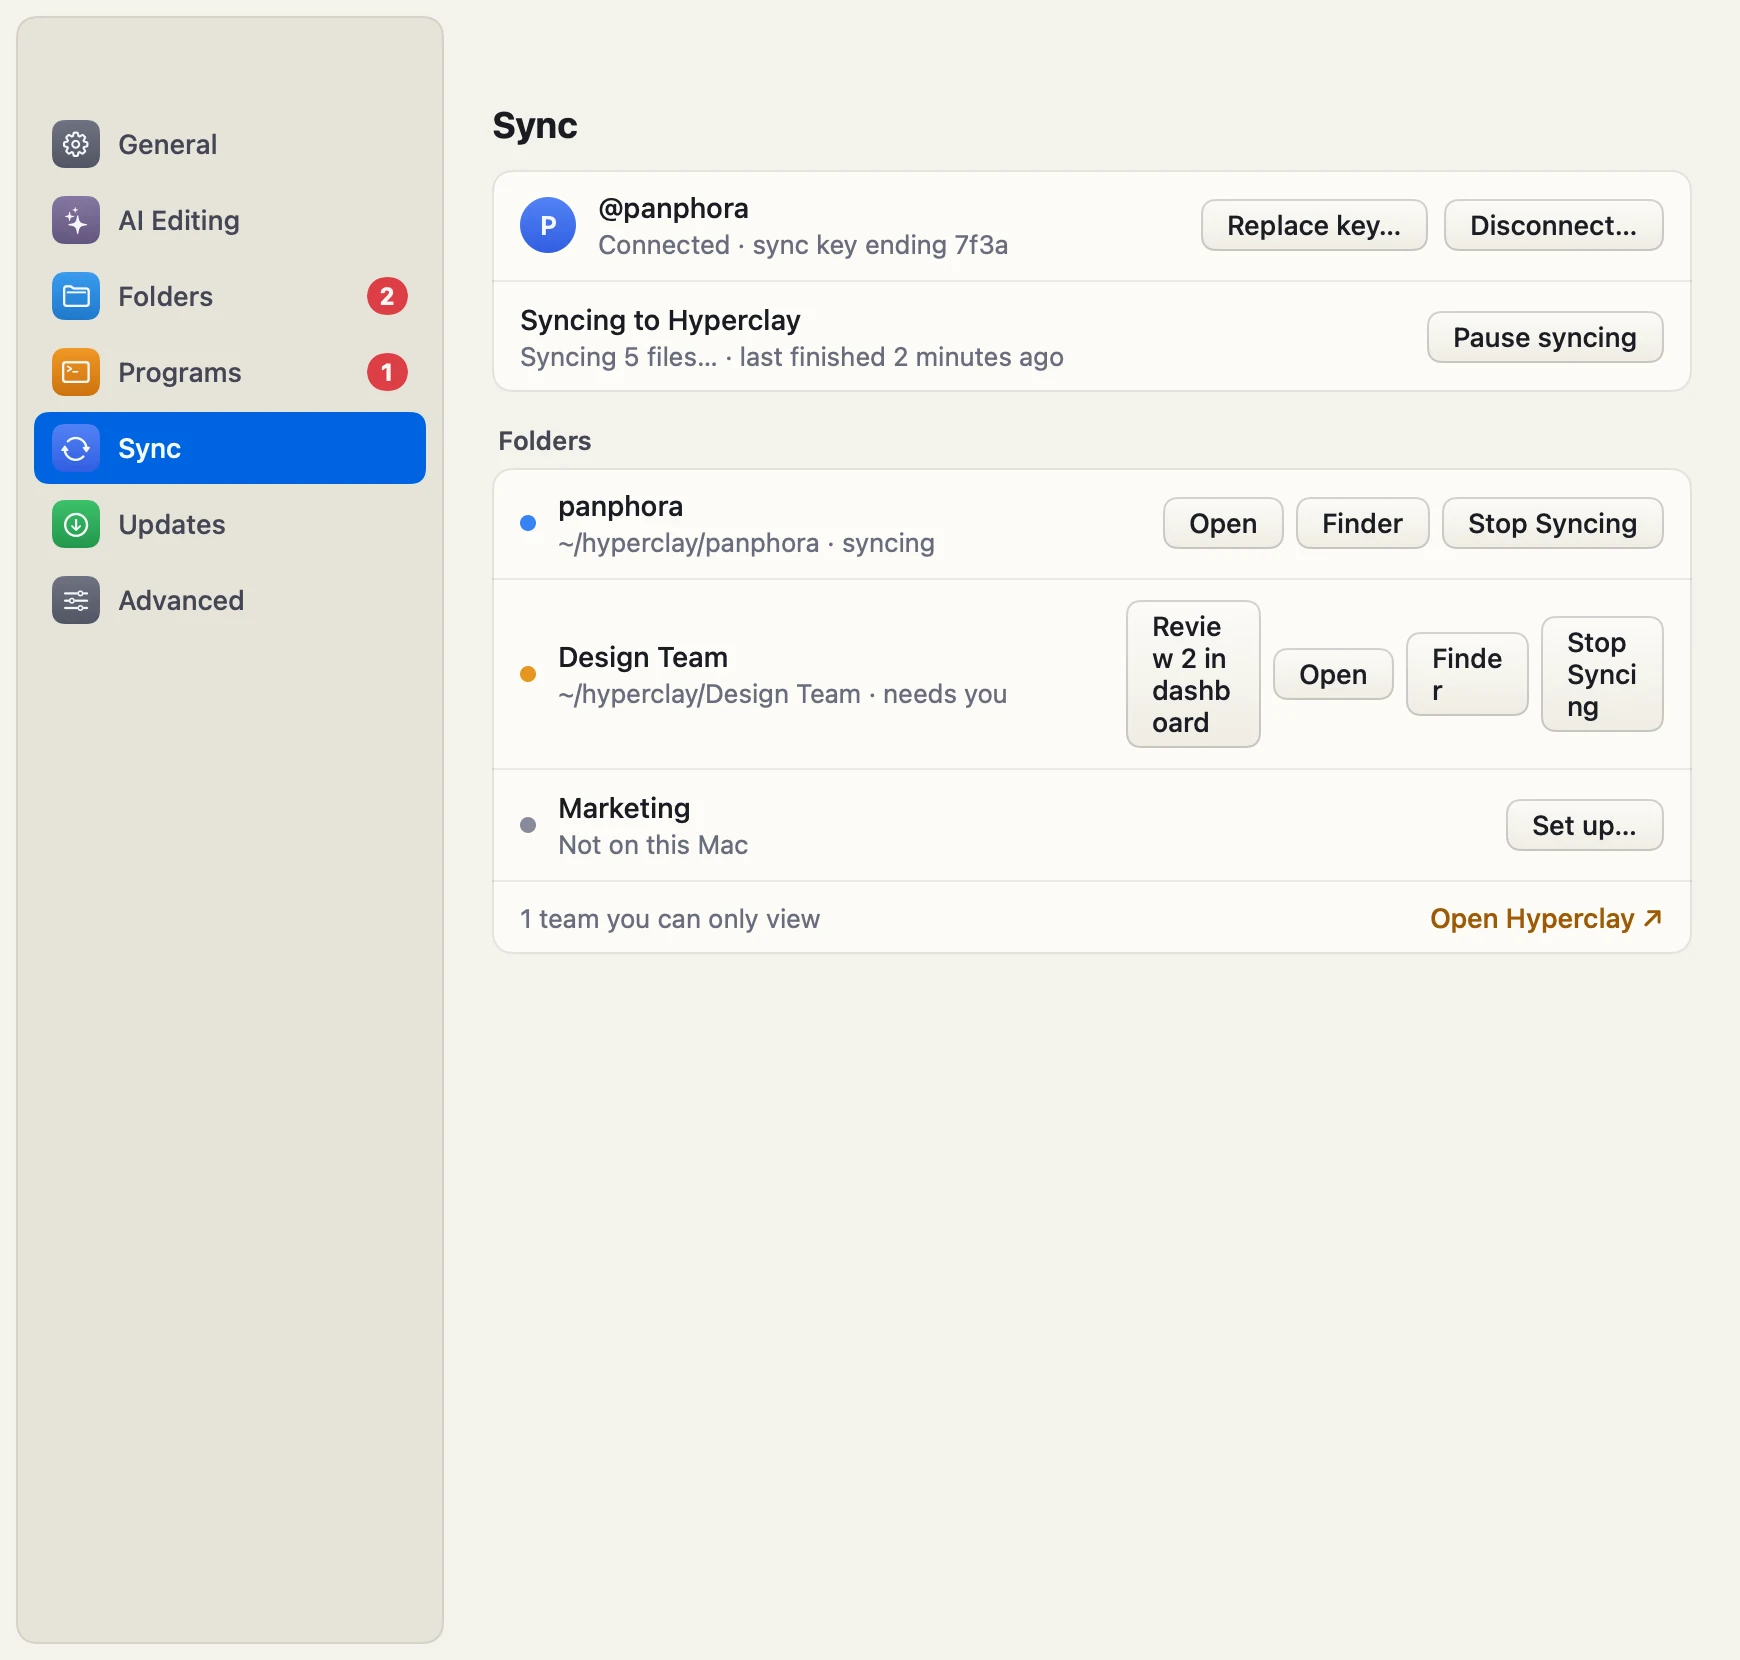 General
AI Editing
Folders 2
Programs 1
Sync
Updates
Advanced
Sync
P
@panphora
Connected · sync key ending 7f3a
Replace key...
Disconnect...
Syncing to Hyperclay
Syncing 5 files... · last finished 2 minutes ago
Pause syncing
Folders
panphora
~/hyperclay/panphora · syncing
Open
Finder
Stop Syncing
Design Team
~/hyperclay/Design Team · needs you
Revie
w 2 in
dashb
oard
Open
Finde
r
Stop
Synci
ng
Marketing
Not on this Mac
Set up...
1 team you can only view
Open Hyperclay ↗